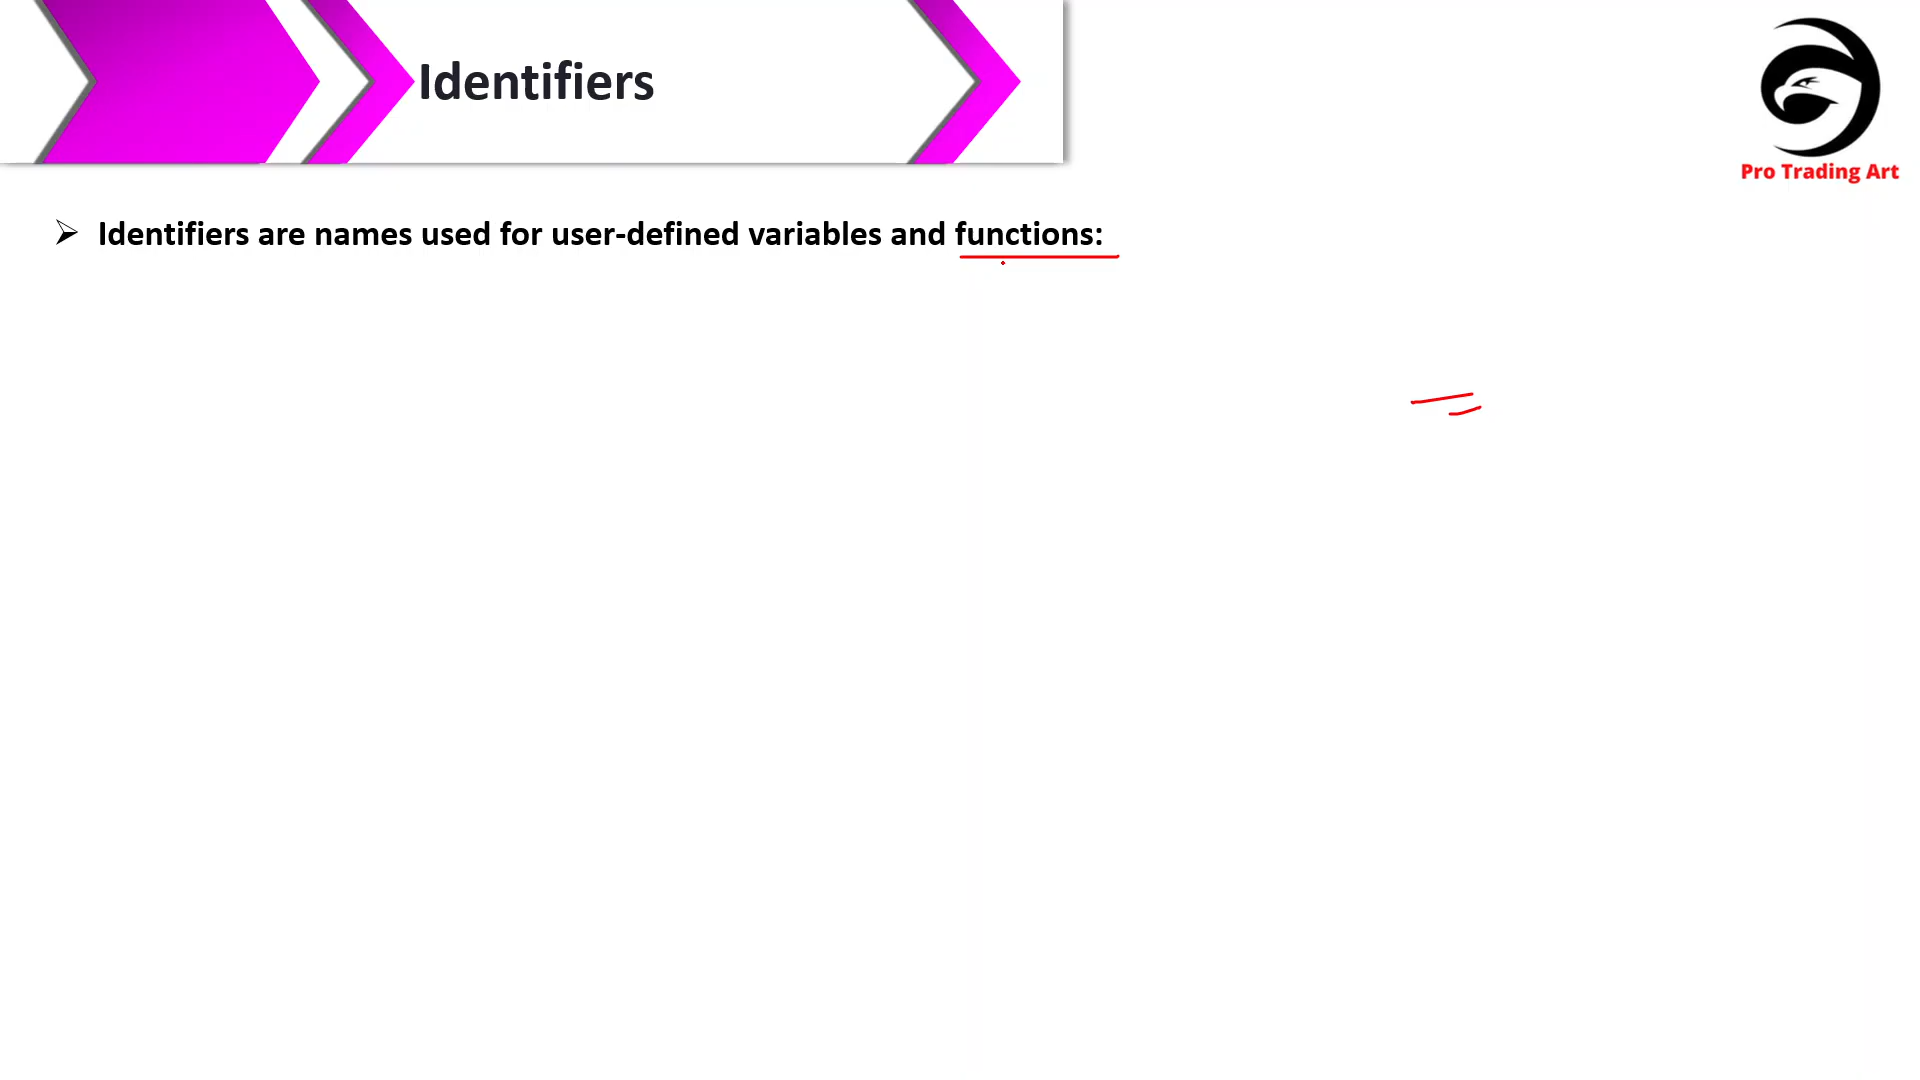 Identifiers
Pro Trading Art
Identifiers are names used for user-defined variables and functions: